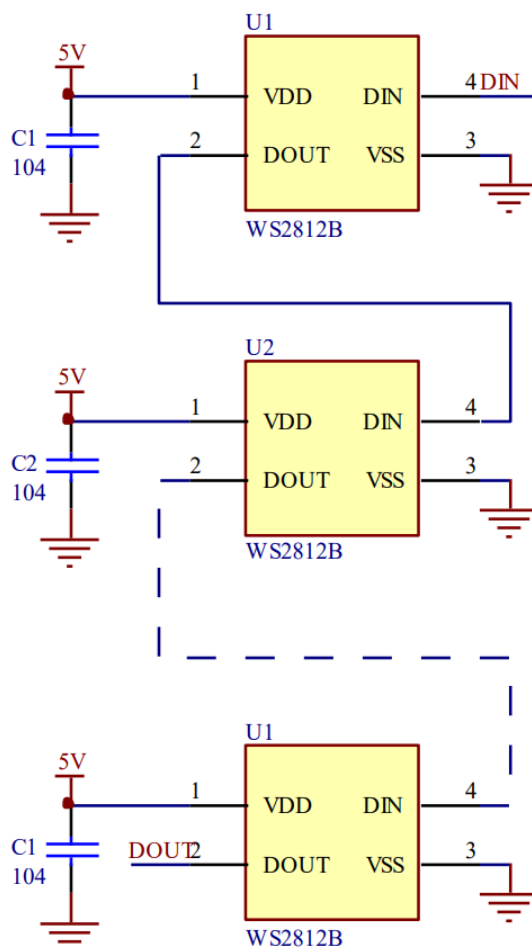 U1
5V
1 VDD DIN 4 DIN
C1
104
2 DOUT VSS 3
WS2812B
U2
5V
1 VDD DIN 4
C2
104
2 DOUT VSS 3
WS2812B
U1
5V
1 VDD DIN 4
C1
104
DOUT 2 DOUT VSS 3
WS2812B